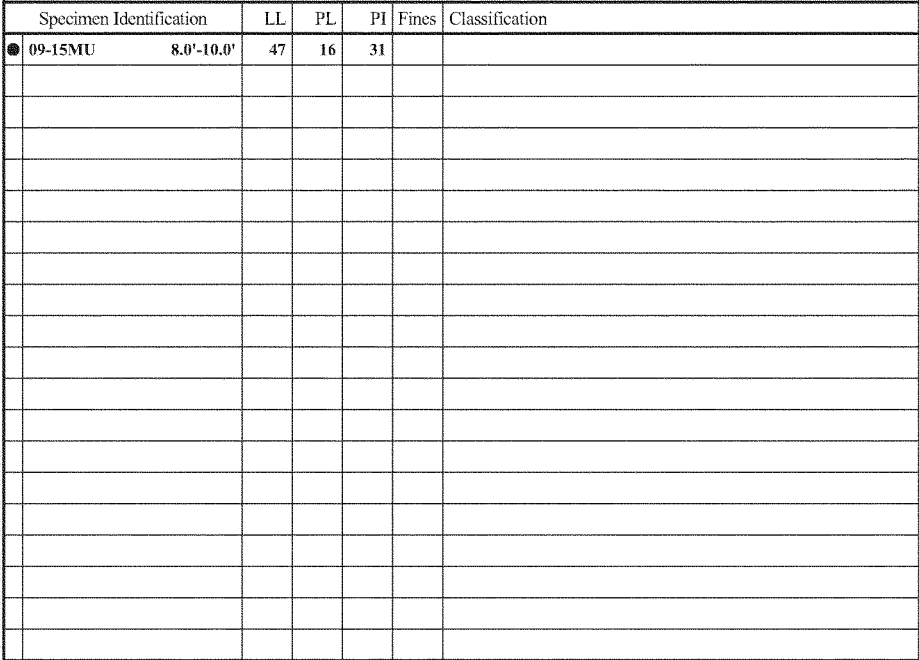 Specimen Identification LL PL PI Fines Classification
09-15MU 8.0'-10.0' 47 16 31